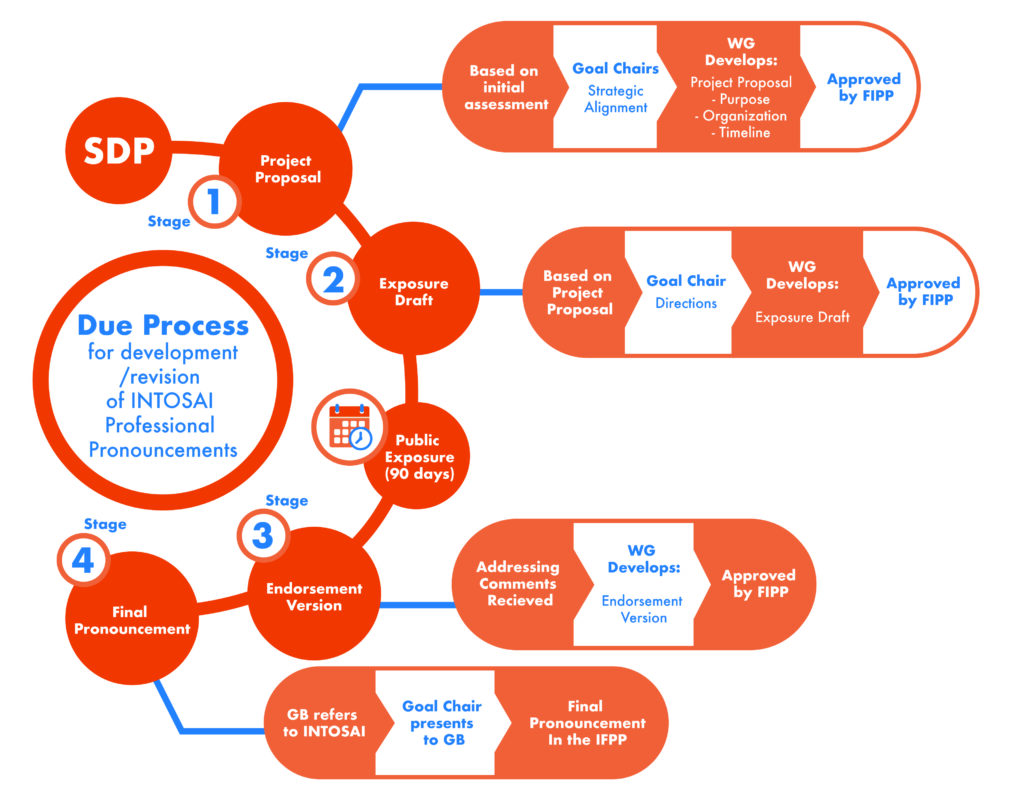 SDP
Project
Proposal
1
Stage
Based on
initial
assessment
Goal Chairs
Strategic
Alignment
WG
Develops:
Project Proposal
- Purpose
- Organization
- Timeline
Approved
by FIPP
Stage
2
Exposure
Draft
Based on
Project
Proposal
Goal Chair
Directions
WG
Develops:
Exposure Draft
Approved
by FIPP
Due Process
for development
/revision
of INTOSAI
Professional
Pronouncements
Public
Exposure
(90 days)
Stage
3
Endorsement
Version
Addressing
Comments
Recieved
WG
Develops:
Endorsement
Version
Approved
by FIPP
Stage
4
Final
Pronouncement
GB refers
to INTOSAI
Goal Chair
presents
to GB
Final
Pronouncement
In the IFPP